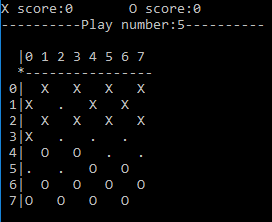 X score:0        O score:0
----------Play number:5----------
  |0 1 2 3 4 5 6 7
  *----------------
 0|  X   X   X   X
 1|X   .   X   X
 2|  X   X   X   X
 3|X   .   .   .
 4|  O   O   .   .
 5|.   .   O   O
 6|  O   O   O   O
 7|O   O   O   O